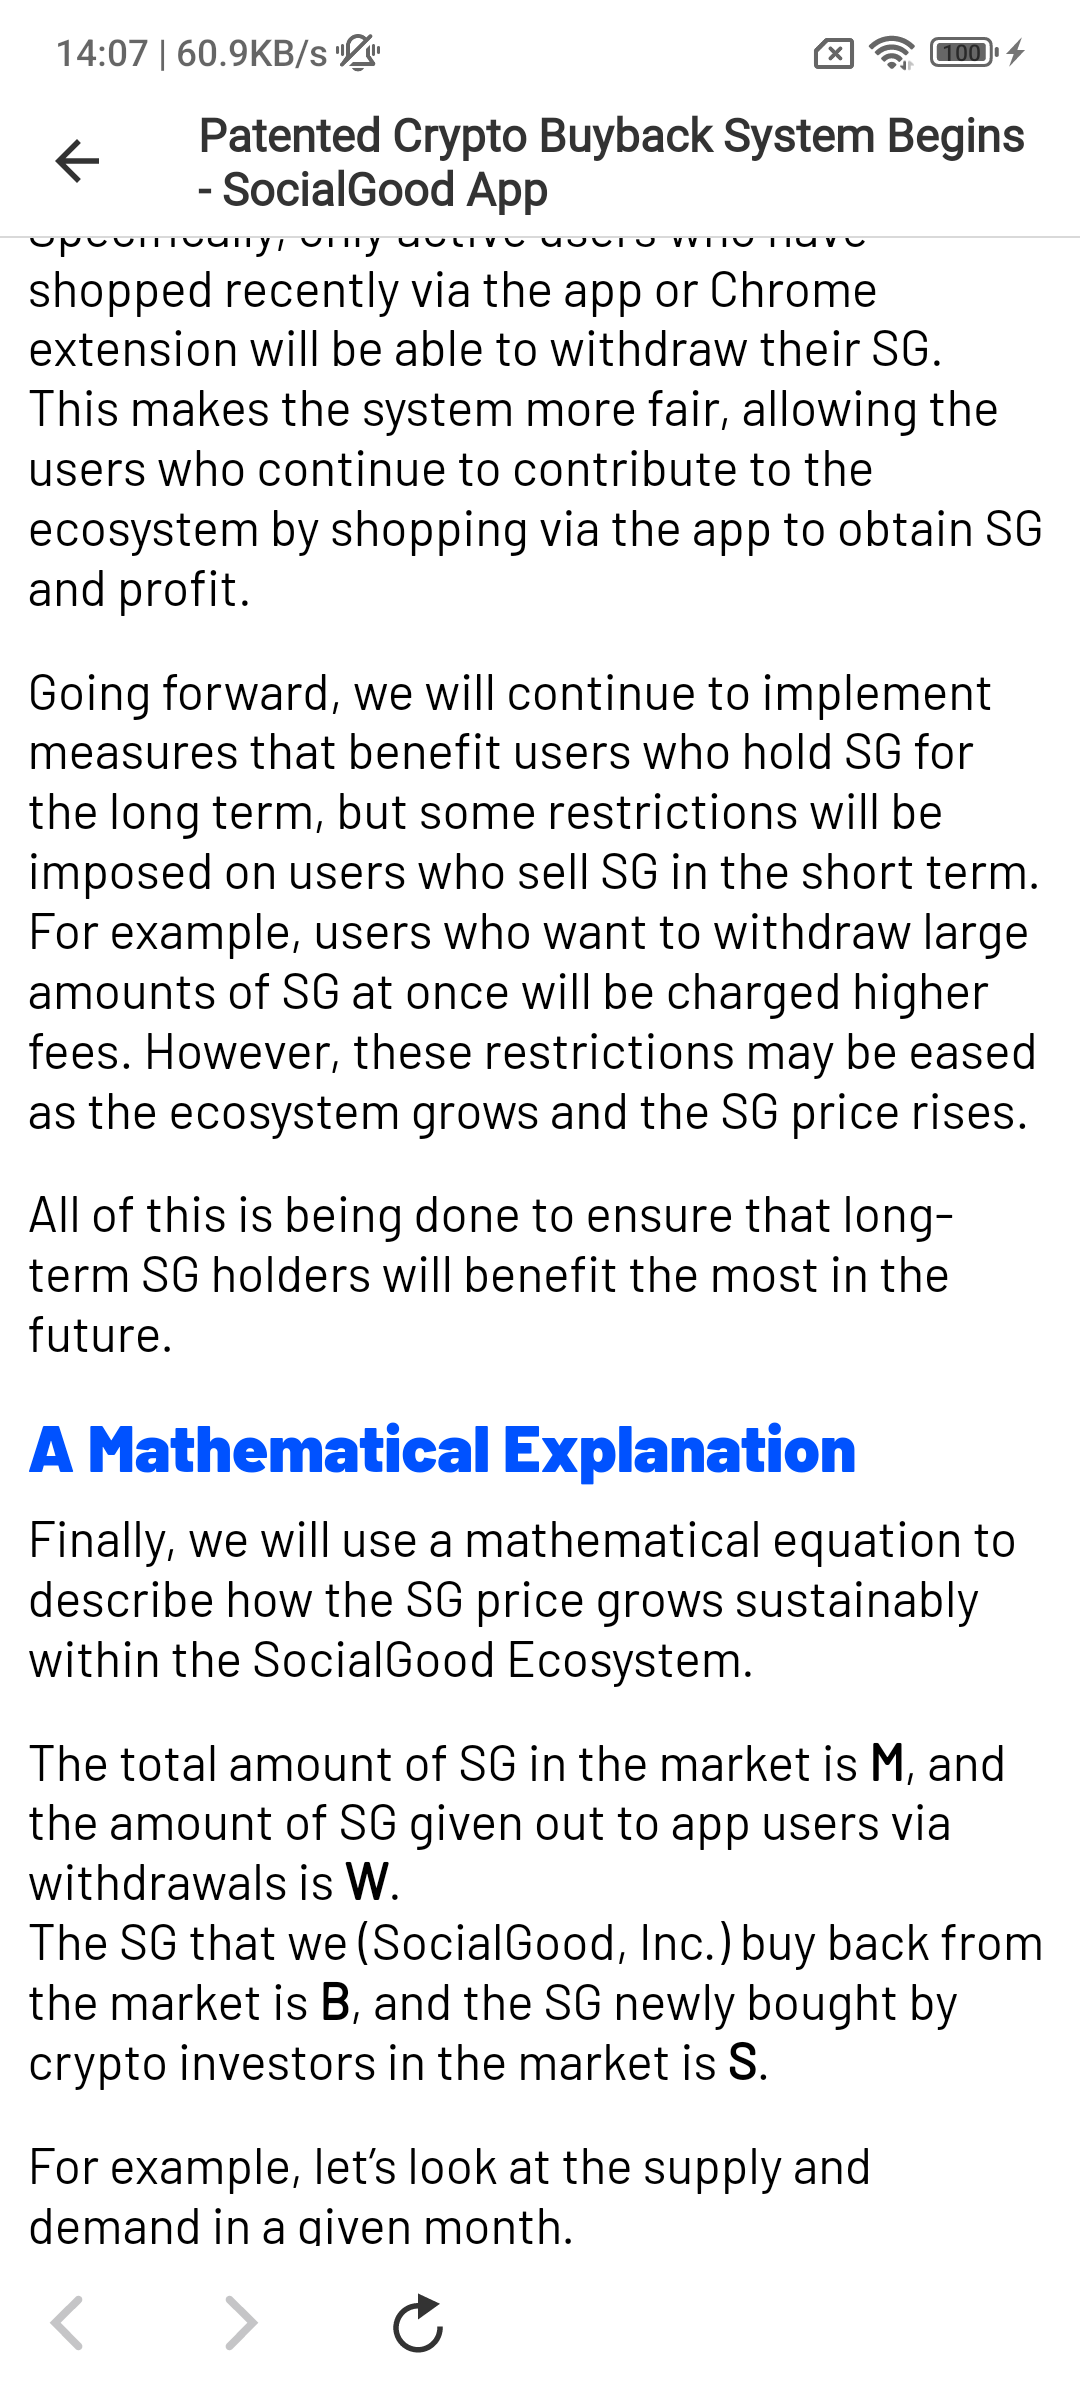 14:07 | 60.9KB/s
100
Patented Crypto Buyback System Begins
- SocialGood App
Specifically, only active users who have
shopped recently via the app or Chrome
extension will be able to withdraw their SG.
This makes the system more fair, allowing the
users who continue to contribute to the
ecosystem by shopping via the app to obtain SG
and profit.
Going forward, we will continue to implement
measures that benefit users who hold SG for
the long term, but some restrictions will be
imposed on users who sell SG in the short term.
For example, users who want to withdraw large
amounts of SG at once will be charged higher
fees. However, these restrictions may be eased
as the ecosystem grows and the SG price rises.
All of this is being done to ensure that long-
term SG holders will benefit the most in the
future.
A Mathematical Explanation
Finally, we will use a mathematical equation to
describe how the SG price grows sustainably
within the SocialGood Ecosystem.
The total amount of SG in the market is M, and
the amount of SG given out to app users via
withdrawals is W.
The SG that we (SocialGood, Inc.) buy back from
the market is B, and the SG newly bought by
crypto investors in the market is S.
For example, let’s look at the supply and
demand in a given month.